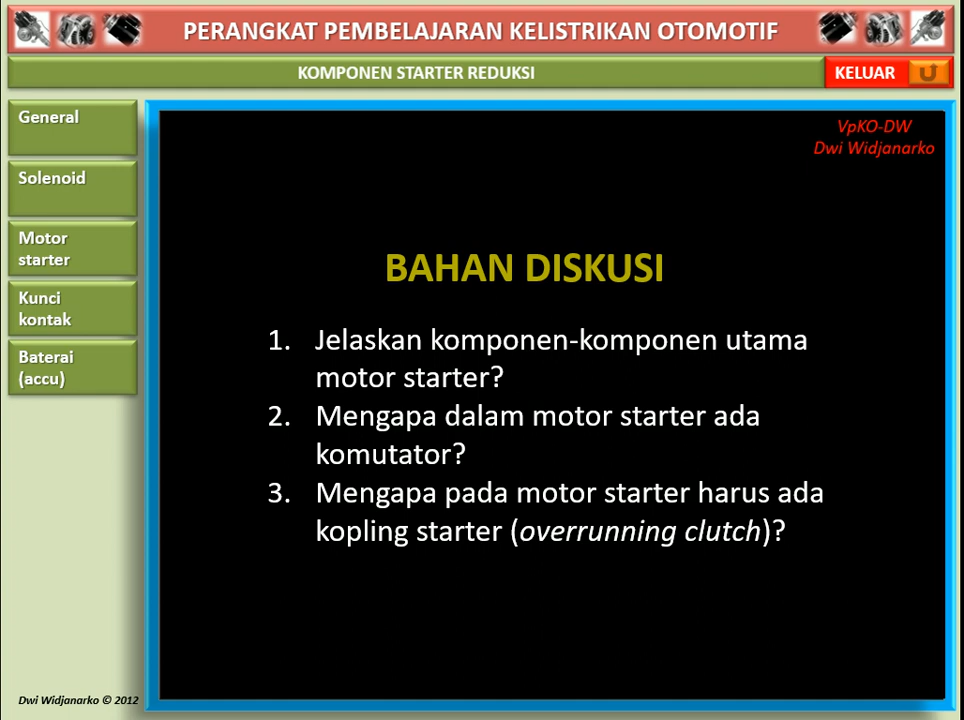 PERANGKAT PEMBELAJARAN KELISTRIKAN OTOMOTIF
KOMPONEN STARTER REDUKSI
KELUAR
General
Solenoid
Motor
starter
Kunci
kontak
Baterai
(accu)
VpKO-DW
Dwi Widjanarko
BAHAN DISKUSI
1. Jelaskan komponen-komponen utama
motor starter?
2. Mengapa dalam motor starter ada
komutator?
3. Mengapa pada motor starter harus ada
kopling starter (overrunning clutch)?
Dwi Widjanarko © 2012